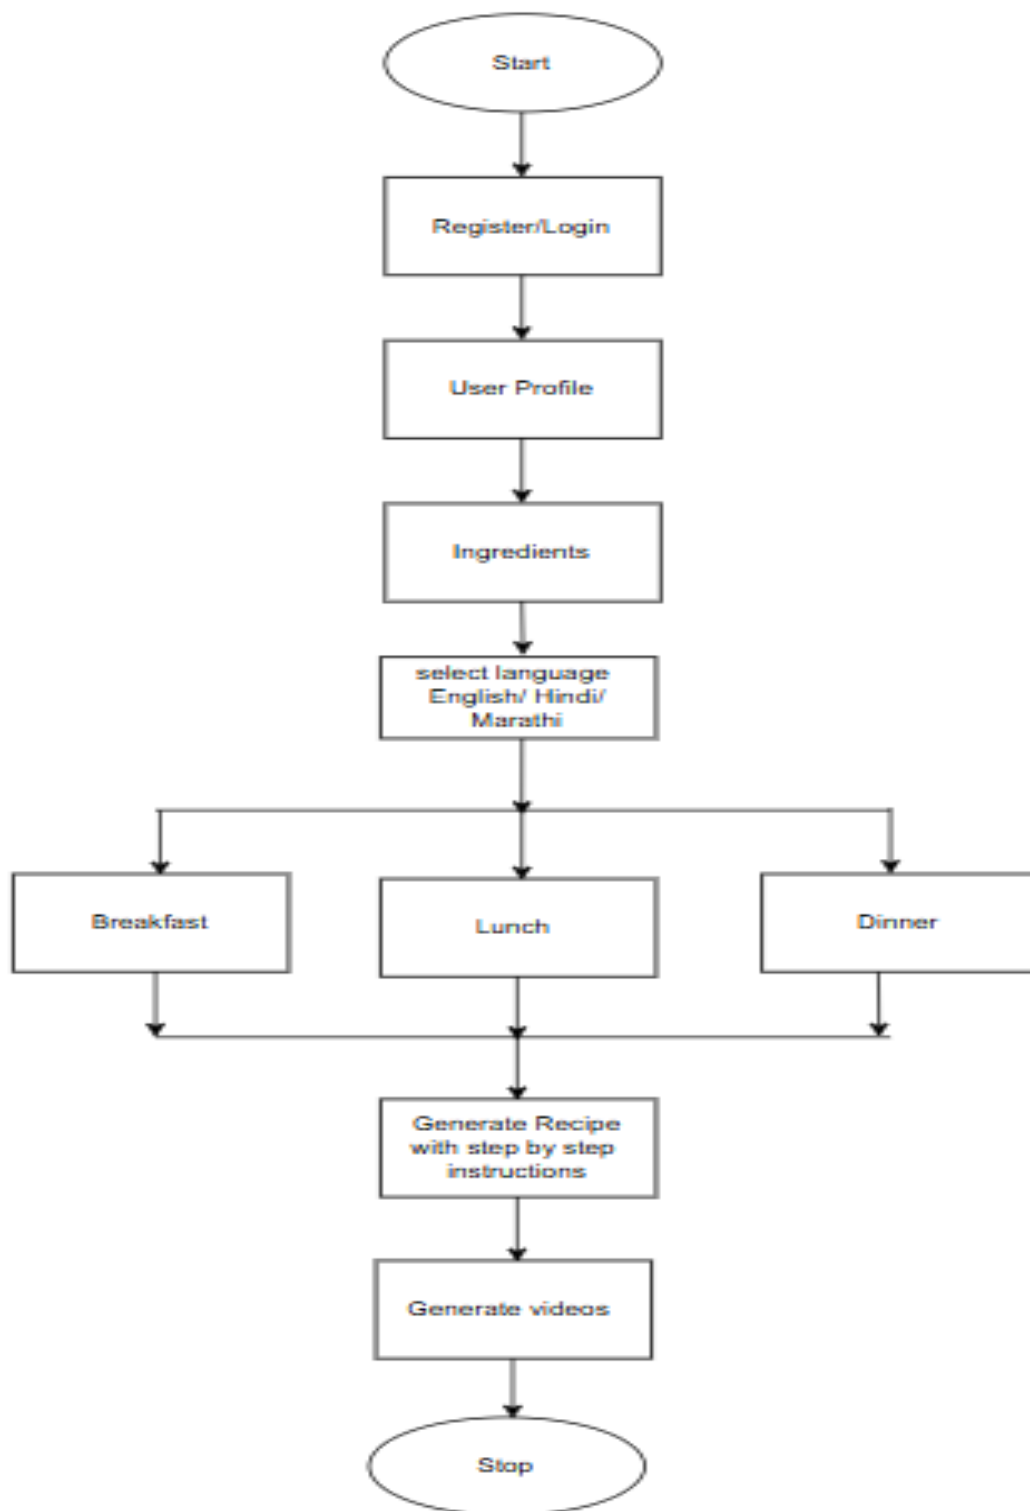 Start
Register/Login
User Profile
Ingredients
select language
English/ Hindi/
Marathi
Breakfast
Lunch
Dinner
Generate Recipe
with step by step
instructions
Generate videos
Stop